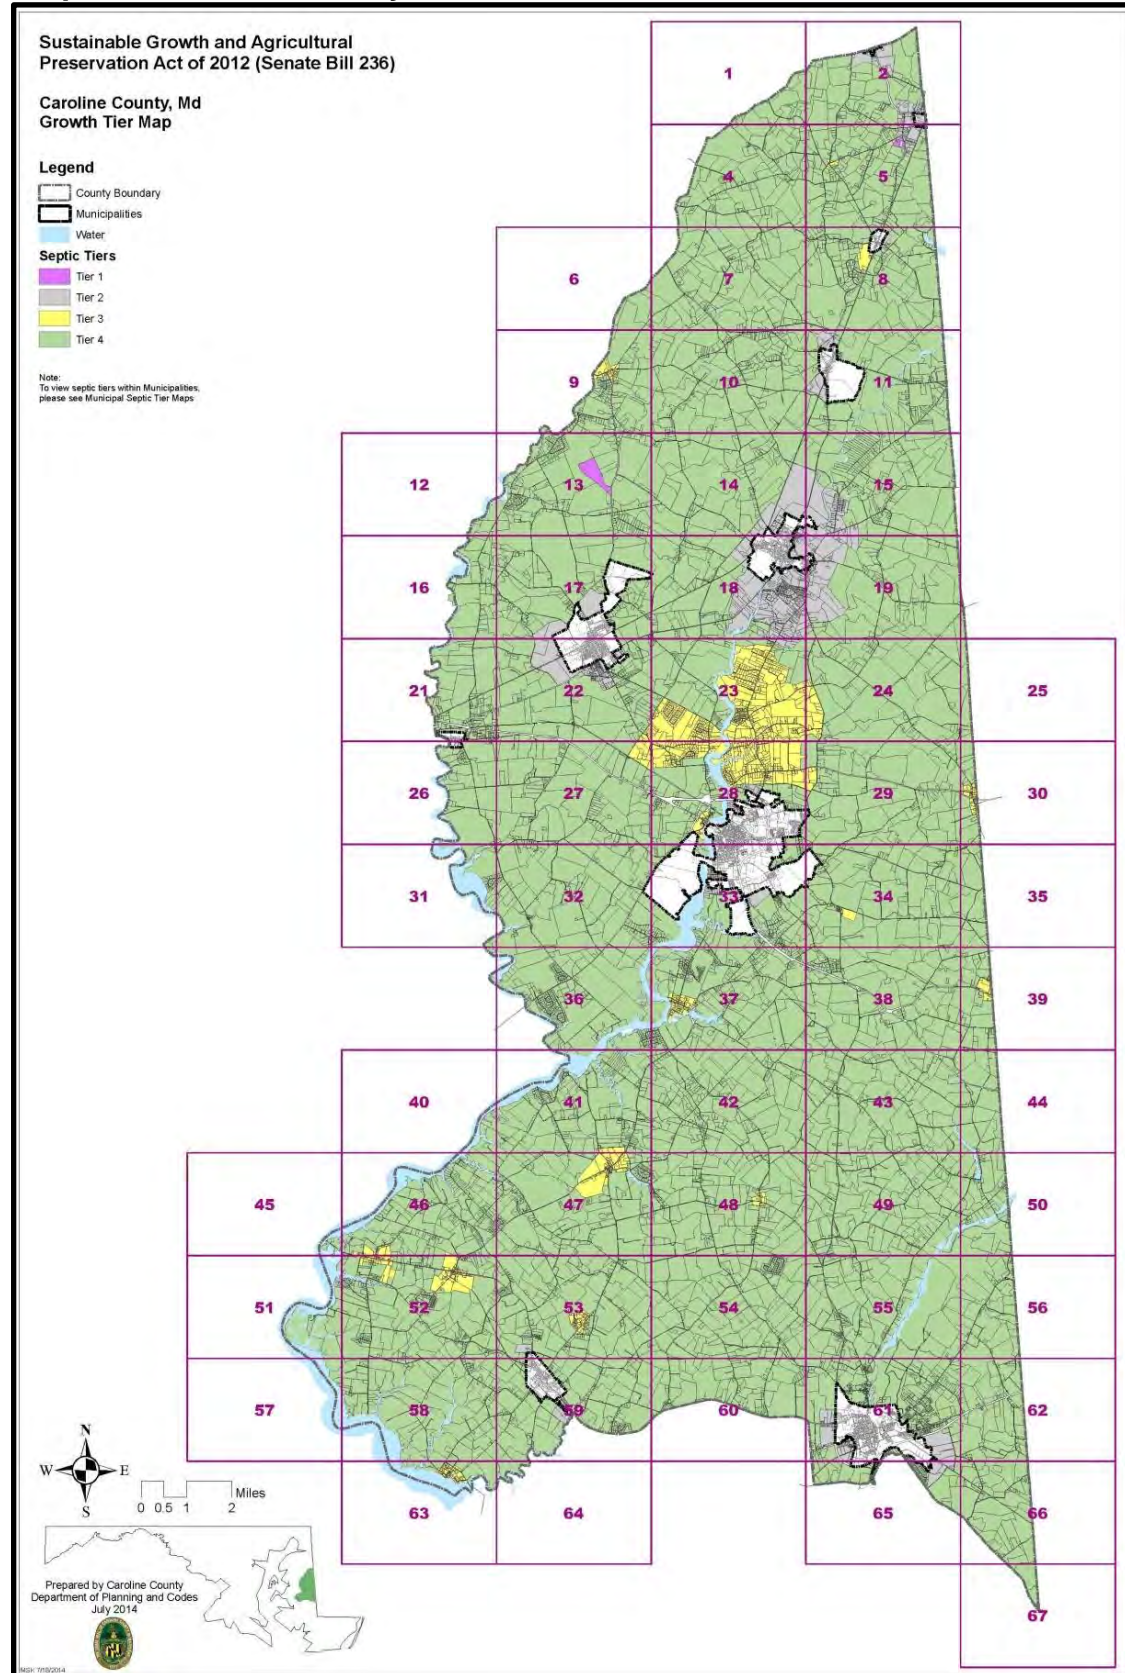 Sustainable Growth and Agricultural
Preservation Act of 2012 (Senate Bill 236)
Caroline County, Md
Growth Tier Map
Legend
County Boundary
Municipalities
Water
Septic Tiers
Tier 1
Tier 2
Tier 3
Tier 4
Note:
To view septic tiers within Municipalities,
please see Municipal Septic Tier Maps
1 2
4 5
6 7 8
9 10 11
12 13 14 15
16 17 18 19
21 22 23 24 25
26 27 28 29 30
31 32 33 34 35
36 37 38 39
40 41 42 43 44
45 46 47 48 49 50
51 52 53 54 55 56
57 58 59 60 61 62
63 64 65 66
67
N
W E
S
0 0.5 1 2 Miles
Prepared by Caroline County
Department of Planning and Codes
July 2014